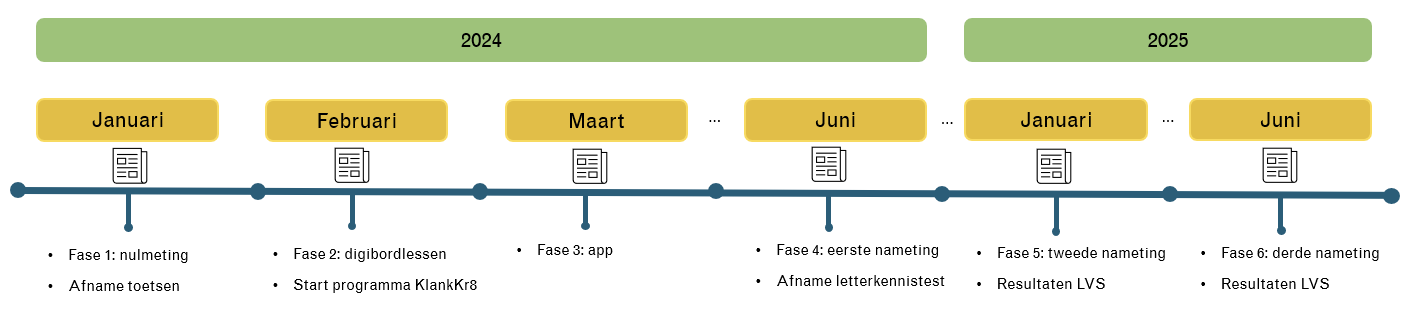 2024
2025
Januari
Februari
Maart
...
Juni
...
Januari
...
Juni
• Fase 1: nulmeting
• Afname toetsen
• Fase 2: digibordlessen
• Start programma KlankKr8
• Fase 3: app
• Fase 4: eerste nameting
• Afname letterkennistest
• Fase 5: tweede nameting
• Resultaten LVS
• Fase 6: derde nameting
• Resultaten LVS